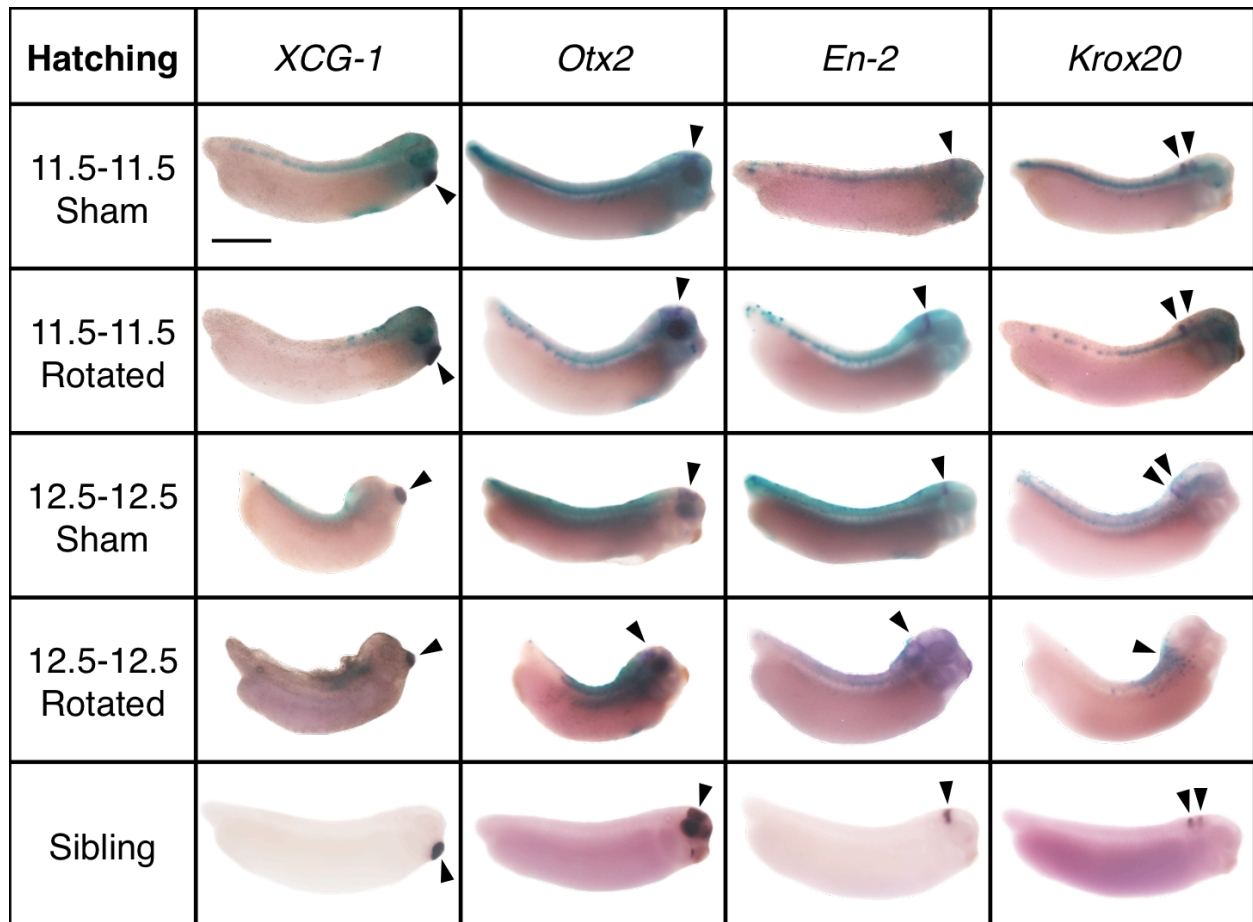 Hatching XCG-1 Otx2 En-2 Krox20
11.5-11.5
Sham
11.5-11.5
Rotated
12.5-12.5
Sham
12.5-12.5
Rotated
Sibling